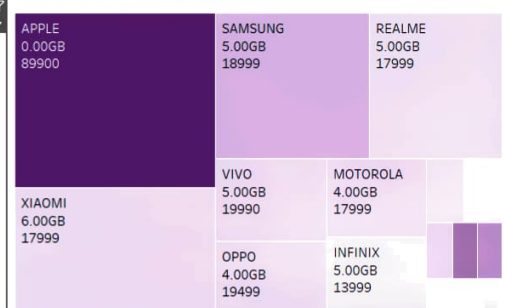 APPLE
0.00GB
89900
SAMSUNG
5.00GB
18999
REALME
5.00GB
17999
XIAOMI
6.00GB
17999
VIVO
5.00GB
19990
MOTOROLA
4.00GB
17999
OPPO
4.00GB
19499
INFINIX
5.00GB
13999